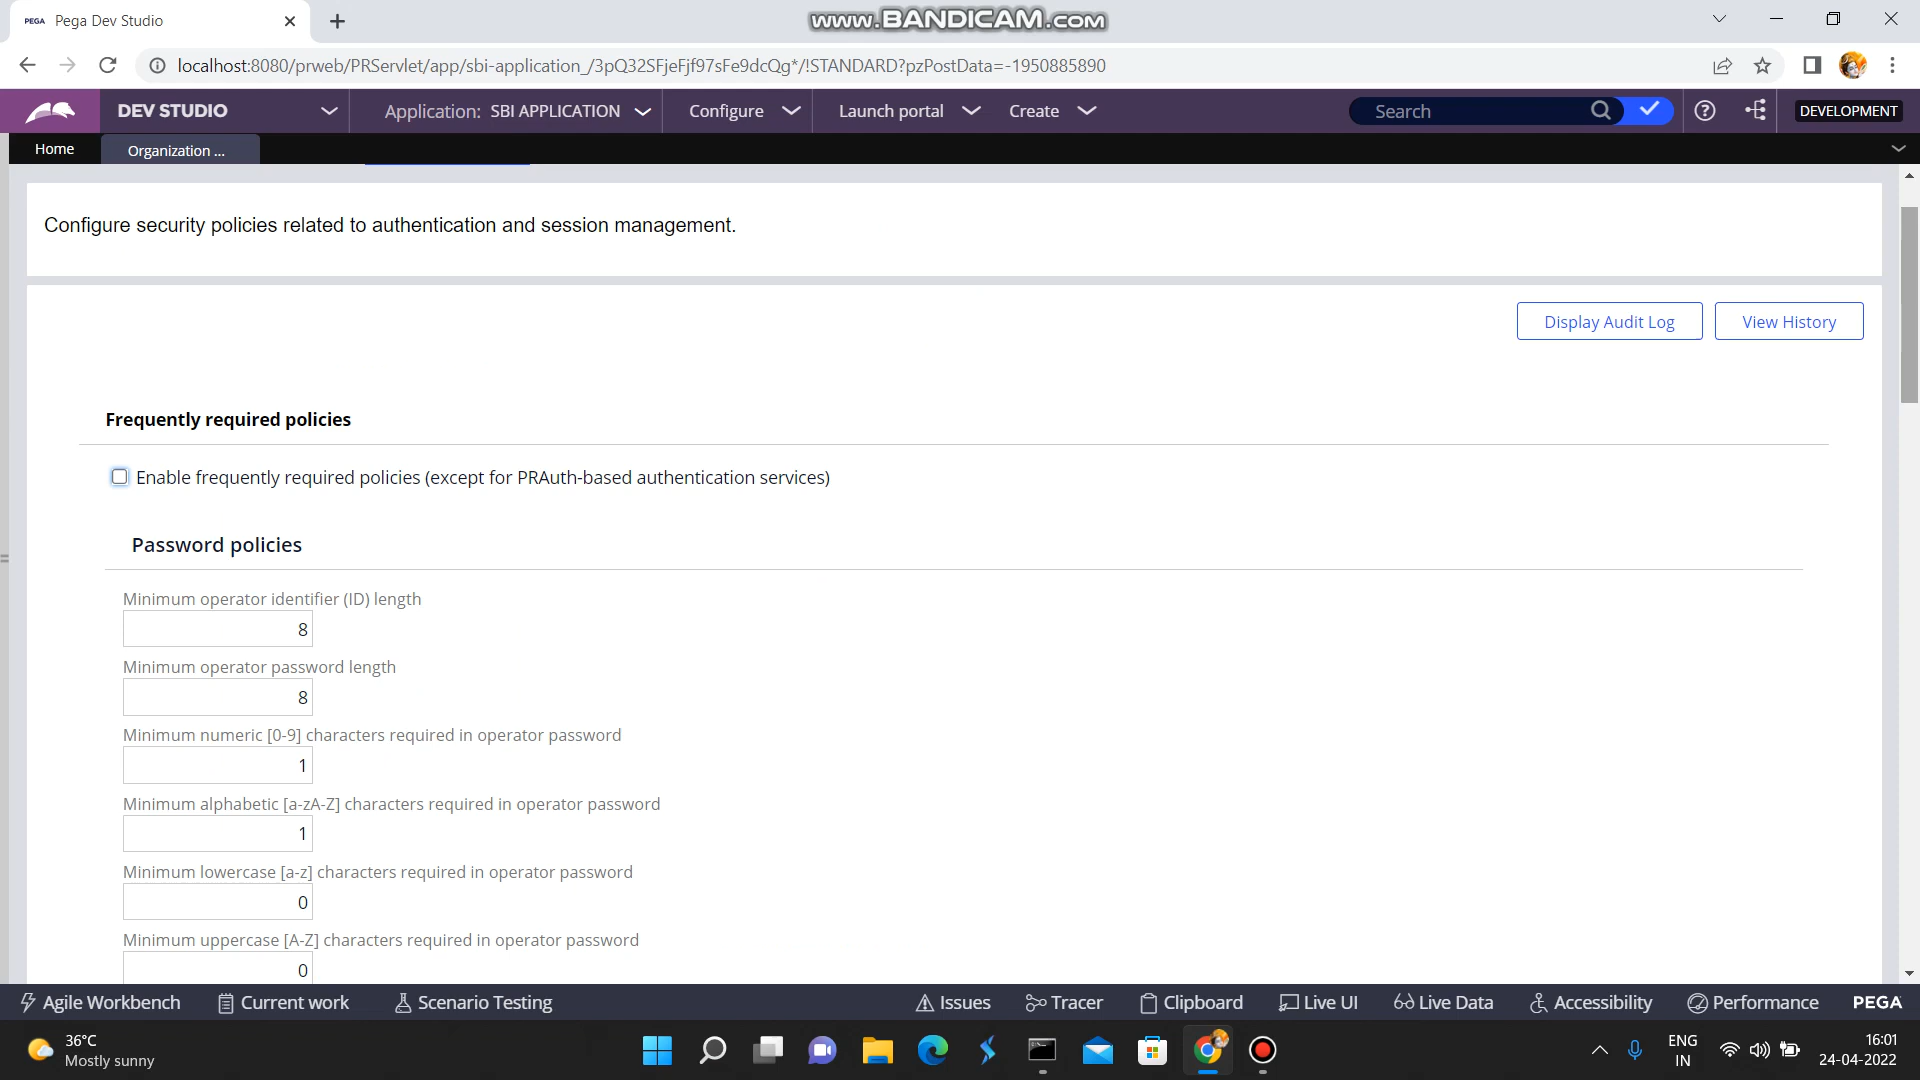 www.BANDICAM.com
PEGA Pega Dev Studio
localhost:8080/prweb/PRServlet/app/sbi-application_/3pQ32SFjeFjf97sFe9dcQg*/!STANDARD?pzPostData=-1950885890
DEV STUDIO
Application: SBI APPLICATION
Configure
Launch portal
Create
Search
DEVELOPMENT
Home
Organization ...
Configure security policies related to authentication and session management.
Display Audit Log
View History
Frequently required policies
Enable frequently required policies (except for PRAuth-based authentication services)
Password policies
Minimum operator identifier (ID) length
8
Minimum operator password length
8
Minimum numeric [0-9] characters required in operator password
1
Minimum alphabetic [a-zA-Z] characters required in operator password
1
Minimum lowercase [a-z] characters required in operator password
0
Minimum uppercase [A-Z] characters required in operator password
0
Agile Workbench
Current work
Scenario Testing
Issues
Tracer
Clipboard
Live UI
Live Data
Accessibility
Performance
PEGA
36°C
Mostly sunny
ENG
IN
16:01
24-04-2022